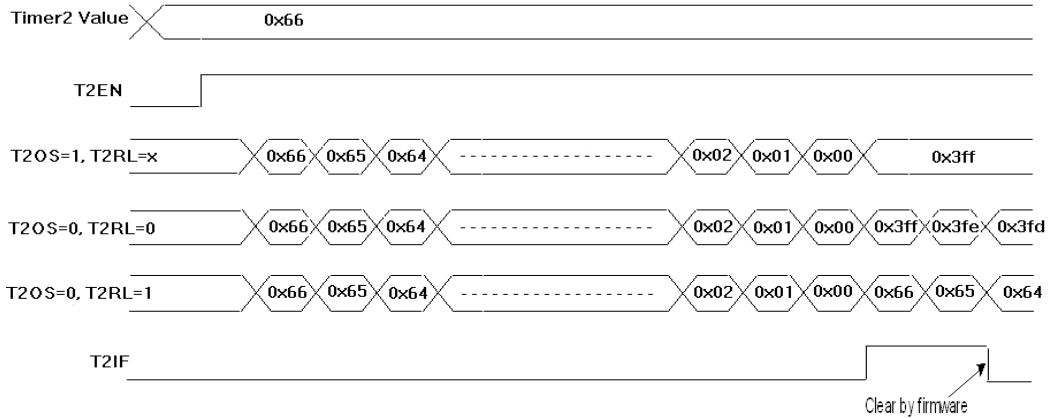 Timer2 Value 0x66
T2EN
T2OS=1, T2RL=x 0x66 0x65 0x64 0x02 0x01 0x00 0x3ff
T2OS=0, T2RL=0 0x66 0x65 0x64 0x02 0x01 0x00 0x3ff 0x3fe 0x3fd
T2OS=0, T2RL=1 0x66 0x65 0x64 0x02 0x01 0x00 0x66 0x65 0x64
T2IF
Clear by firmware